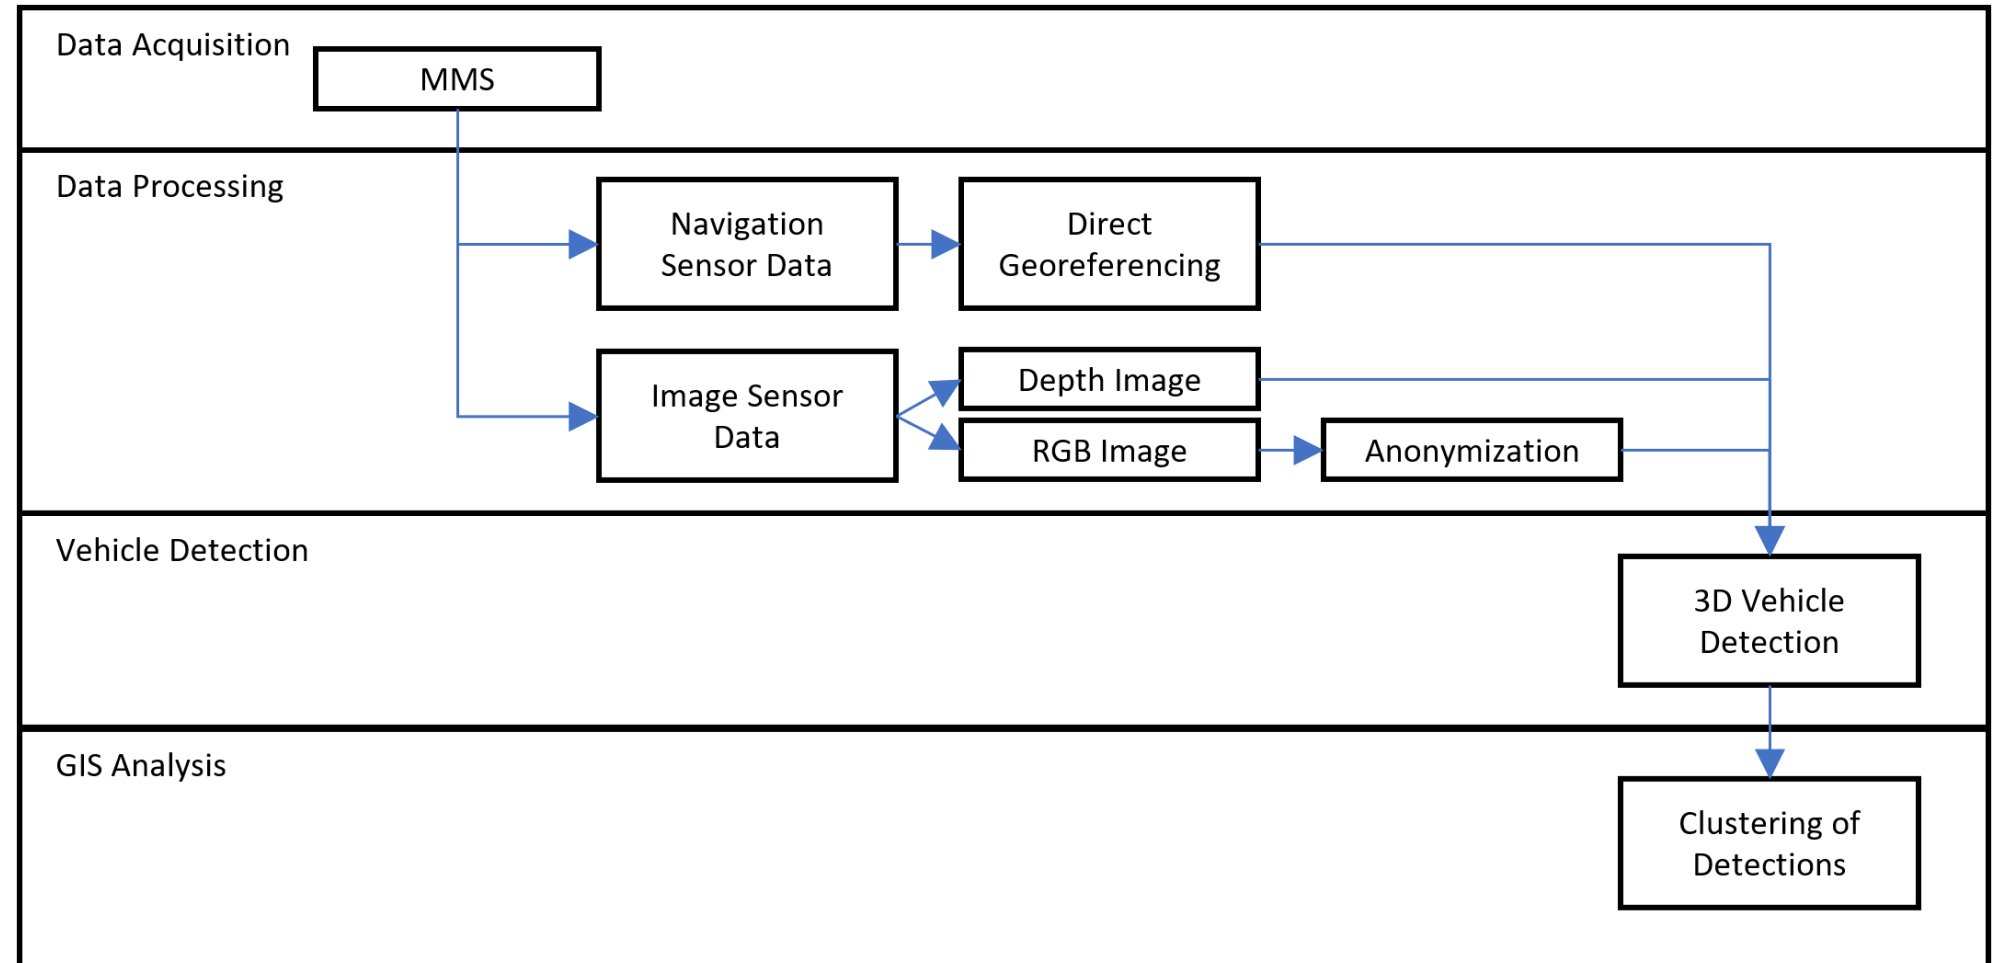 Data Acquisition
MMS
Data Processing
Navigation
Sensor Data
Direct
Georeferencing
Image Sensor
Data
Depth Image
RGB Image
Anonymization
Vehicle Detection
3D Vehicle
Detection
GIS Analysis
Clustering of
Detections